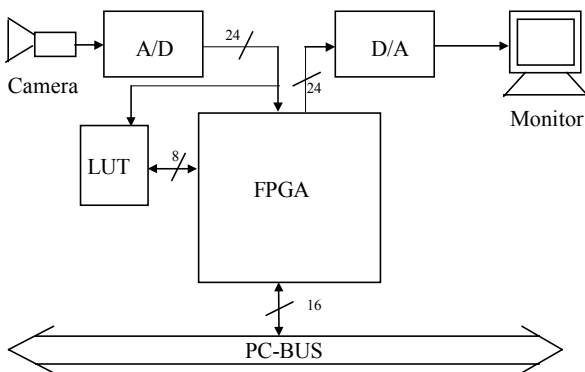 A/D
24
D/A
24
Camera
Monitor
LUT
8
FPGA
16
PC-BUS